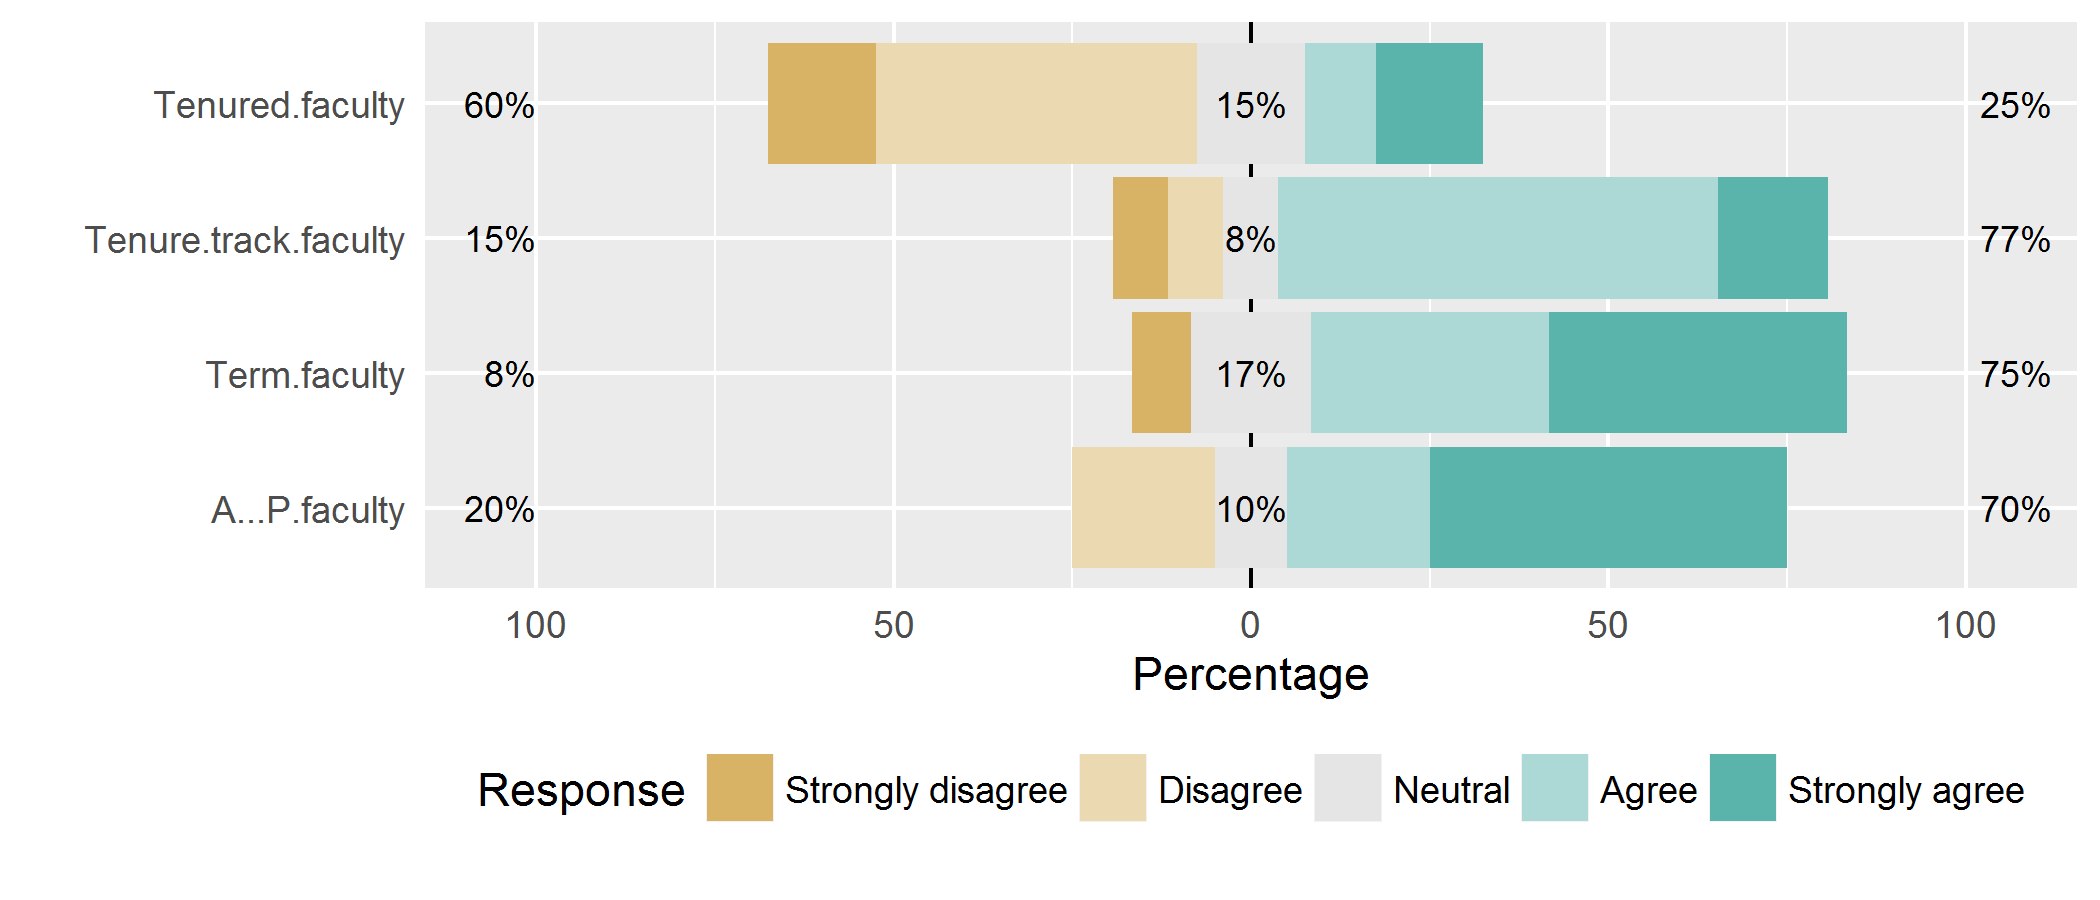 Tenured.faculty 60% 15% 25%
Tenure.track.faculty 15% 8% 77%
Term.faculty 8% 17% 75%
A...P.faculty 20% 10% 70%
100 50 0 50 100
Percentage
Response Strongly disagree Disagree Neutral Agree Strongly agree